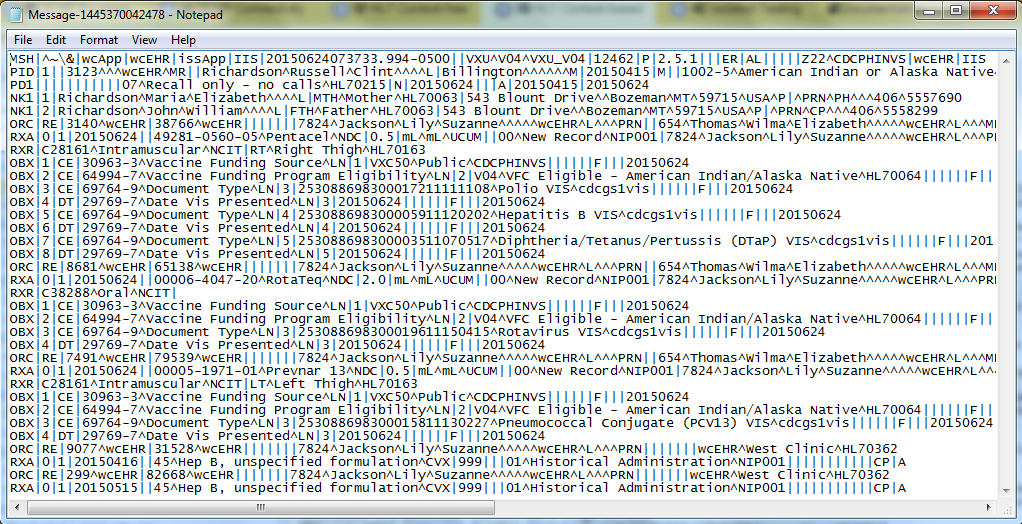 Message-1445370042478 - Notepad
File Edit Format View Help
MSH|^~\&|wcApp|wcEHR|issApp|IIS|20150624073733.994-0500||VXU^V04^VXU_V04|12462|P|2.5.1|||ER|AL|||||Z22^CDCPHINVS|wcEHR|IIS
PID|1||3123^^^wcEHR^MR||Richardson^Russell^Clint^^^^L|Billington^^^^^^M|20150415|M||1002-5^American Indian or Alaska Native
PD1|||||||||||07^Recall only - no calls^HL70215|N|20150624|||A|20150415|20150624
NK1|1|Richardson^Maria^Elizabeth^^^^L|MTH^Mother^HL70063|543 Blount Drive^^Bozeman^MT^59715^USA^P|^PRN^PH^^^406^5557690
NK1|2|Richardson^John^William^^^^L|FTH^Father^HL70063|543 Blount Drive^^Bozeman^MT^59715^USA^P|^PRN^CP^^^406^5558299
ORC|RE|3140^wcEHR|38766^wcEHR|||||||7824^Jackson^Lily^Suzanne^^^^^wcEHR^L^^^PRN||654^Thomas^Wilma^Elizabeth^^^^^wcEHR^L^^^M
RXA|0|1|20150624||49281-0560-05^Pentacel^NDC|0.5|mL^mL^UCUM||00^New Record^NIP001|7824^Jackson^Lily^Suzanne^^^^^wcEHR^L^^^PR
RXR|C28161^Intramuscular^NCIT|RT^Right Thigh^HL70163
OBX|1|CE|30963-3^Vaccine Funding Source^LN|1|VXC50^Public^CDCPHINVS||||||F|||20150624
OBX|2|CE|64994-7^Vaccine Funding Program Eligibility^LN|2|V04^VFC Eligible - American Indian/Alaska Native^HL70064||||||F||
OBX|3|CE|69764-9^Document Type^LN|3|253088698300017211111108^Polio VIS^cdcgs1vis||||||F|||20150624
OBX|4|DT|29769-7^Date Vis Presented^LN|3|20150624||||||F|||20150624
OBX|5|CE|69764-9^Document Type^LN|4|253088698300005911120202^Hepatitis B VIS^cdcgs1vis||||||F|||20150624
OBX|6|DT|29769-7^Date Vis Presented^LN|4|20150624||||||F|||20150624
OBX|7|CE|69764-9^Document Type^LN|5|253088698300003511070517^Diphtheria/Tetanus/Pertussis (DTaP) VIS^cdcgs1vis||||||F|||201
OBX|8|DT|29769-7^Date Vis Presented^LN|5|20150624||||||F|||20150624
ORC|RE|8681^wcEHR|65138^wcEHR|||||||7824^Jackson^Lily^Suzanne^^^^^wcEHR^L^^^PRN||654^Thomas^Wilma^Elizabeth^^^^^wcEHR^L^^^M
RXA|0|1|20150624||00006-4047-20^RotaTeq^NDC|2.0|mL^mL^UCUM||00^New Record^NIP001|7824^Jackson^Lily^Suzanne^^^^^wcEHR^L^^^PR
RXR|C38288^Oral^NCIT|
OBX|1|CE|30963-3^Vaccine Funding Source^LN|1|VXC50^Public^CDCPHINVS||||||F|||20150624
OBX|2|CE|64994-7^Vaccine Funding Program Eligibility^LN|2|V04^VFC Eligible - American Indian/Alaska Native^HL70064||||||F||
OBX|3|CE|69764-9^Document Type^LN|3|253088698300019611150415^Rotavirus VIS^cdcgs1vis||||||F|||20150624
OBX|4|DT|29769-7^Date Vis Presented^LN|3|20150624||||||F|||20150624
ORC|RE|7491^wcEHR|79539^wcEHR|||||||7824^Jackson^Lily^Suzanne^^^^^wcEHR^L^^^PRN||654^Thomas^Wilma^Elizabeth^^^^^wcEHR^L^^^M
RXA|0|1|20150624||00005-1971-01^Prevnar 13^NDC|0.5|mL^mL^UCUM||00^New Record^NIP001|7824^Jackson^Lily^Suzanne^^^^^wcEHR^L^^^
RXR|C28161^Intramuscular^NCIT|LT^Left Thigh^HL70163
OBX|1|CE|30963-3^Vaccine Funding Source^LN|1|VXC50^Public^CDCPHINVS||||||F|||20150624
OBX|2|CE|64994-7^Vaccine Funding Program Eligibility^LN|2|V04^VFC Eligible - American Indian/Alaska Native^HL70064||||||F||
OBX|3|CE|69764-9^Document Type^LN|3|253088698300015811130227^Pneumococcal Conjugate (PCV13) VIS^cdcgs1vis||||||F|||20150624
OBX|4|DT|29769-7^Date Vis Presented^LN|3|20150624||||||F|||20150624
ORC|RE|9077^wcEHR|31528^wcEHR|||||||7824^Jackson^Lily^Suzanne^^^^^wcEHR^L^^^PRN|||||||wcEHR^West Clinic^HL70362
RXA|0|1|20150416||45^Hep B, unspecified formulation^CVX|999|||01^Historical Administration^NIP001|||||||||||CP|A
ORC|RE|299^wcEHR|82668^wcEHR|||||||7824^Jackson^Lily^Suzanne^^^^^wcEHR^L^^^PRN|||||||wcEHR^West Clinic^HL70362
RXA|0|1|20150515||45^Hep B, unspecified formulation^CVX|999|||01^Historical Administration^NIP001|||||||||||CP|A